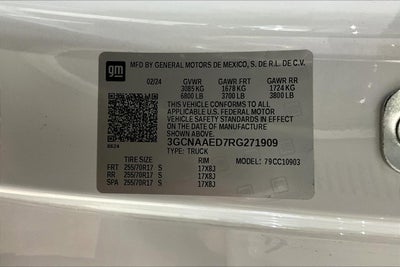 gm
MFD BY GENERAL MOTORS DE MEXICO, S. DE R.L. DE C.V.
02/24 GVWR GAWR FRT GAWR RR
3085 KG 1678 KG 1724 KG
6800 LB 3700 LB 3800 LB
THIS VEHICLE CONFORMS TO ALL
APPLICABLE U.S. FEDERAL MOTOR
VEHICLE SAFETY STANDARDS IN EFFECT
ON THE DATE OF MANUFACTURE
SHOWN ABOVE.
3GCNAAED7RG271909
TYPE: TRUCK
MODEL: 79CC10903
TIRE SIZE RIM
FRT 255/70R17 S 17X8J
RR 255/70R17 S 17X8J
SPA 255/70R17 S 17X8J